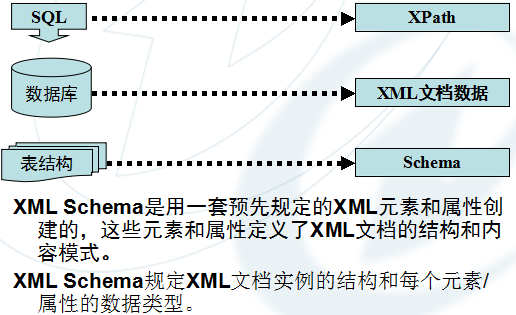 SQL XPath
数据库 XML文档数据
表结构 Schema
XML Schema是用一套预先规定的XML元素和属性创
建的，这些元素和属性定义了XML文档的结构和内
容模式。
XML Schema规定XML文档实例的结构和每个元素/
属性的数据类型。